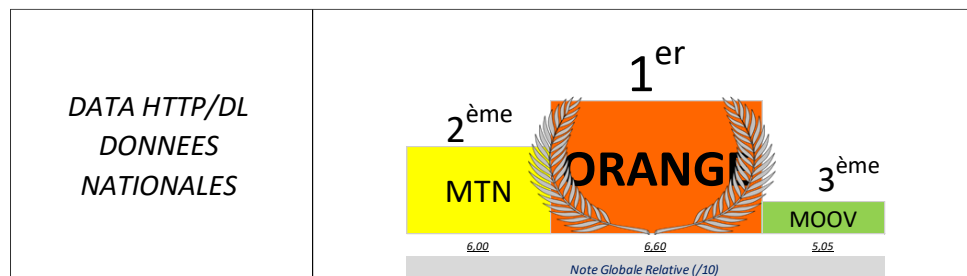 DATA HTTP/DL
DONNEES
NATIONALES
1er
2ème
3ème
MTN
ORANGE
MOOV
6,00
6,60
5,05
Note Globale Relative (/10)